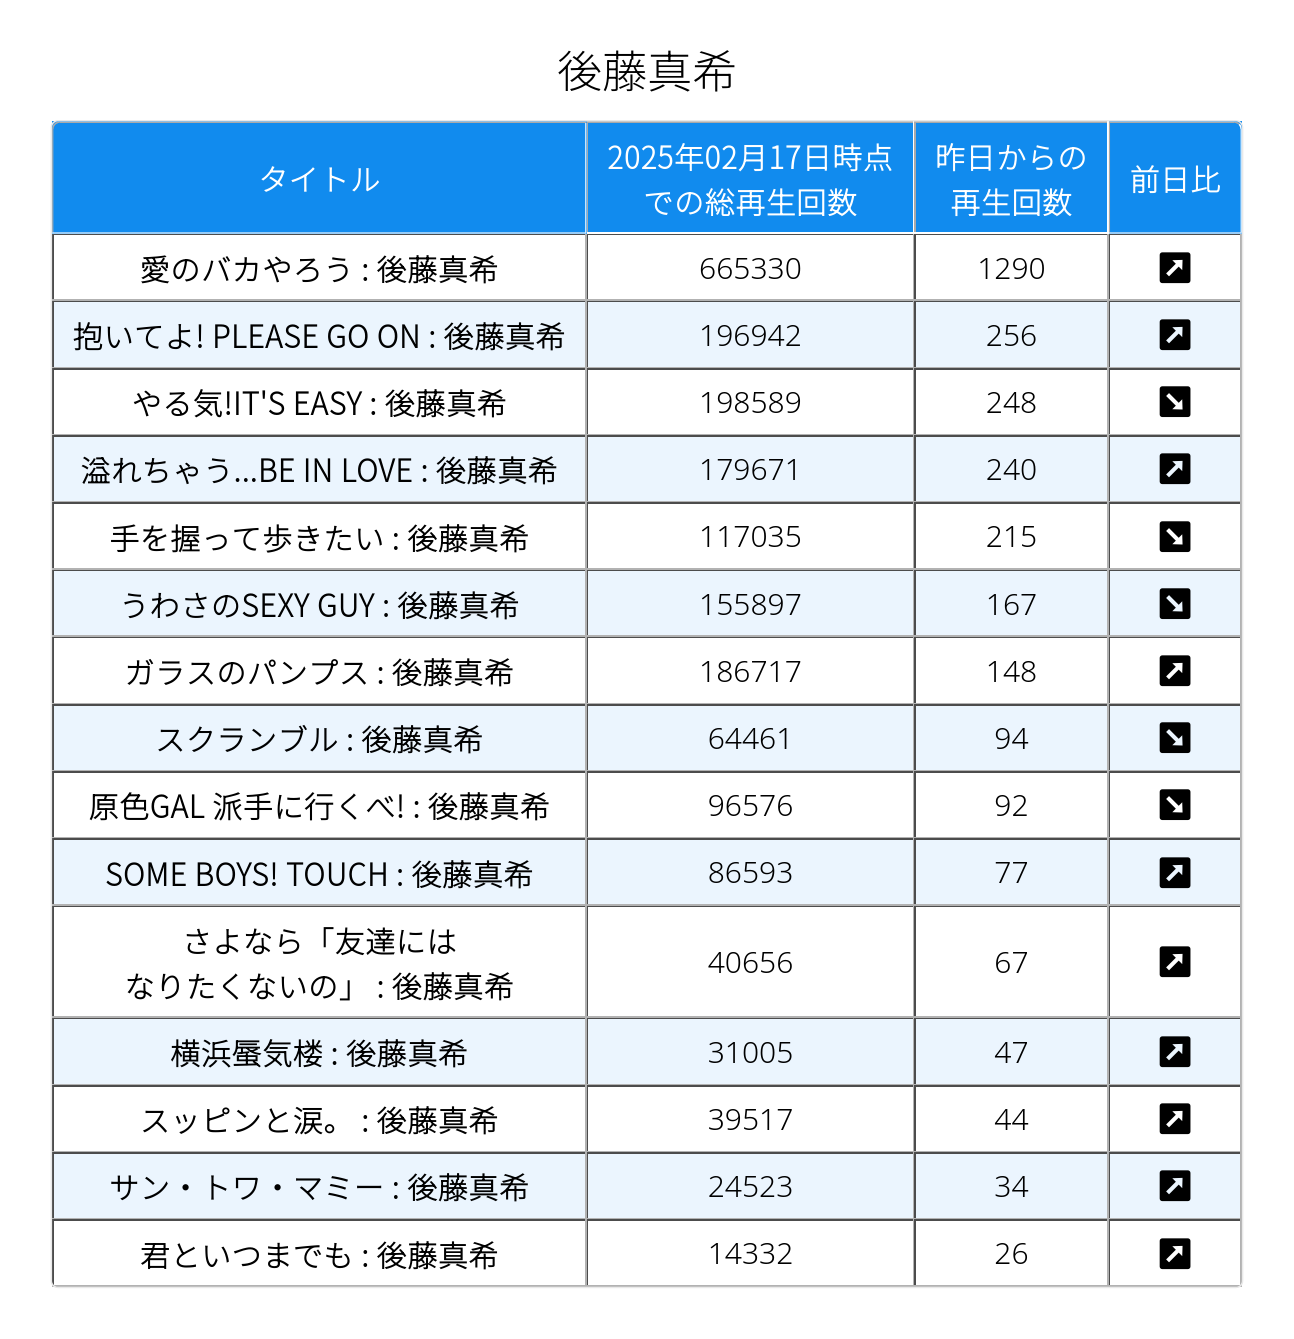 後藤真希
タイトル
2025年02月17日時点
での総再生回数
昨日からの
再生回数
前日比
愛のバカやろう : 後藤真希 665330 1290
抱いてよ! PLEASE GO ON : 後藤真希 196942 256
やる気!IT'S EASY : 後藤真希 198589 248
溢れちゃう...BE IN LOVE : 後藤真希 179671 240
手を握って歩きたい : 後藤真希 117035 215
うわさのSEXY GUY : 後藤真希 155897 167
ガラスのパンプス : 後藤真希 186717 148
スクランブル : 後藤真希 64461 94
原色GAL 派手に行くべ! : 後藤真希 96576 92
SOME BOYS! TOUCH : 後藤真希 86593 77
さよなら「友達には
なりたくないの」 : 後藤真希 40656 67
横浜蜃気楼 : 後藤真希 31005 47
スッピンと涙。 : 後藤真希 39517 44
サン・トワ・マミー : 後藤真希 24523 34
君といつまでも : 後藤真希 14332 26